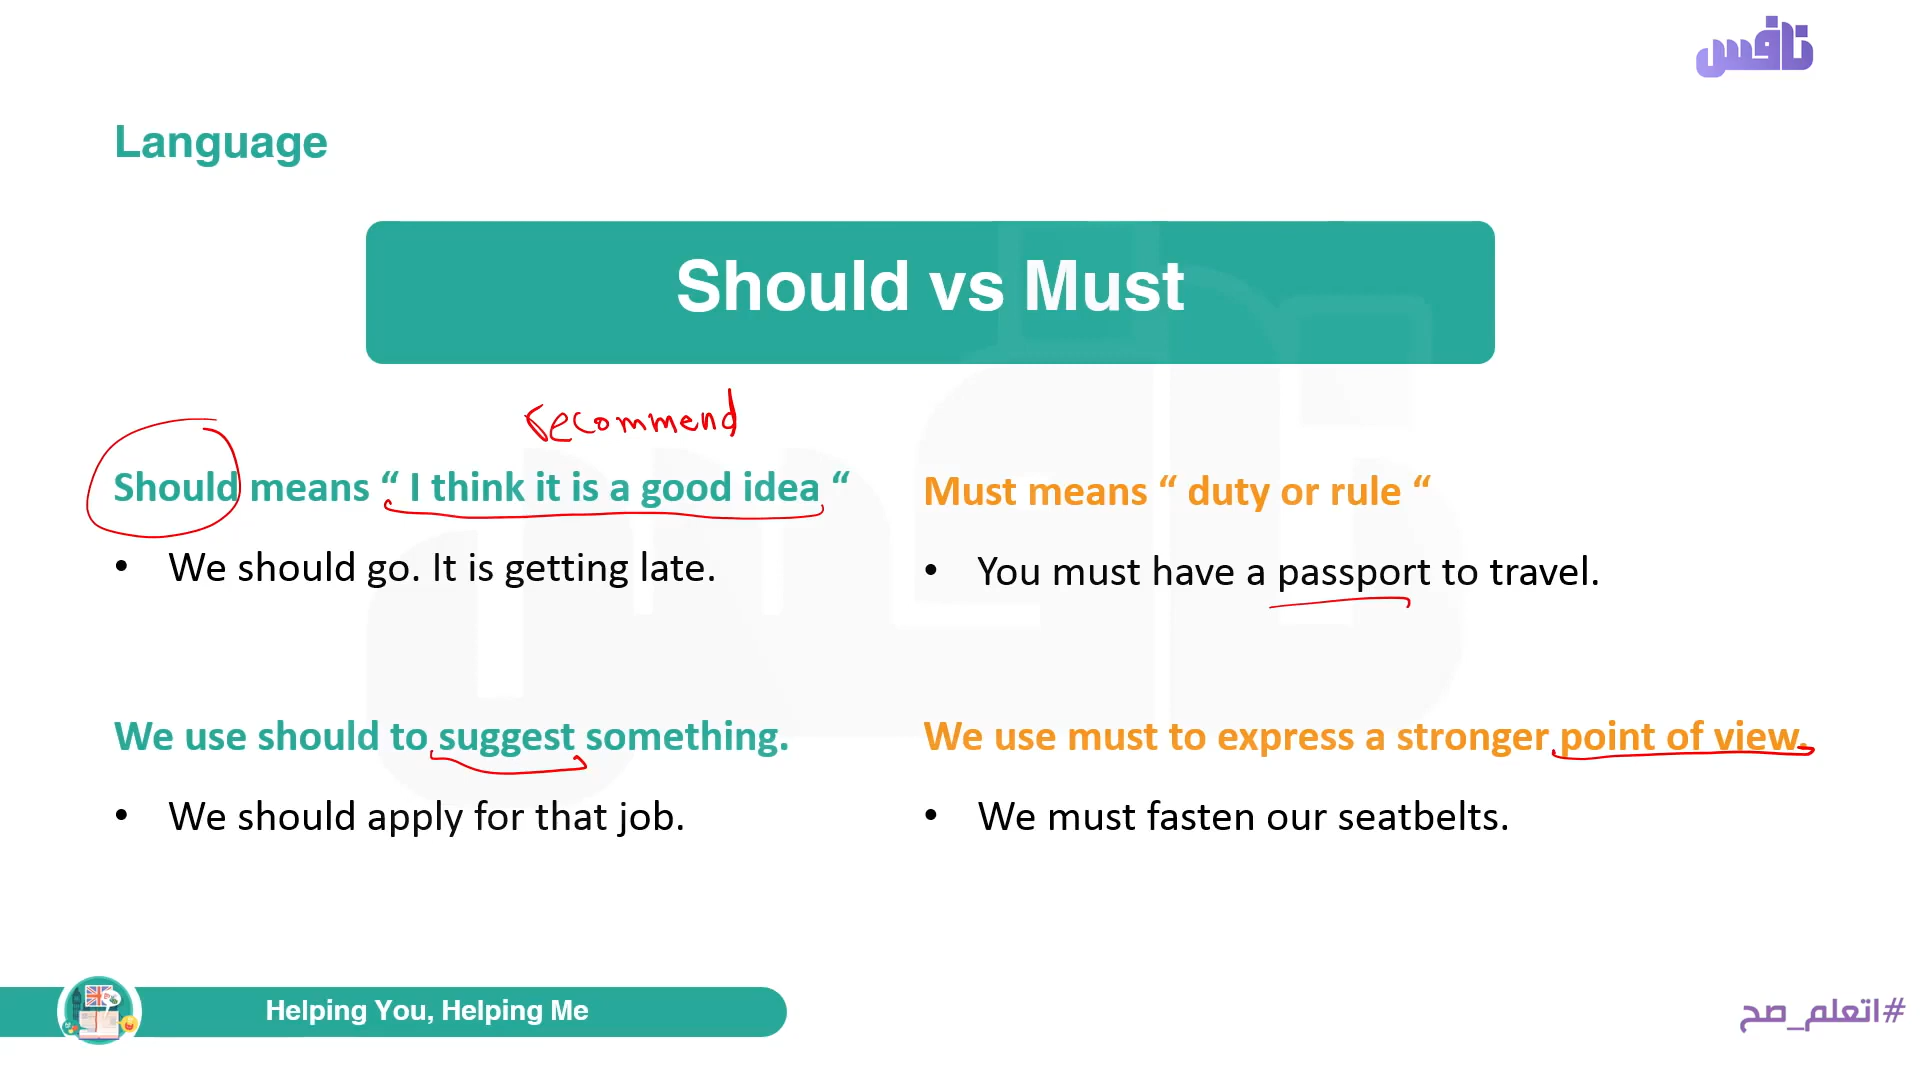 نافس
Language
Should vs Must
recommend
Should means “ I think it is a good idea “
• We should go. It is getting late.
We use should to suggest something.
• We should apply for that job.
Must means “ duty or rule “
• You must have a passport to travel.
We use must to express a stronger point of view.
• We must fasten our seatbelts.
Helping You, Helping Me
#اتعلم_صح